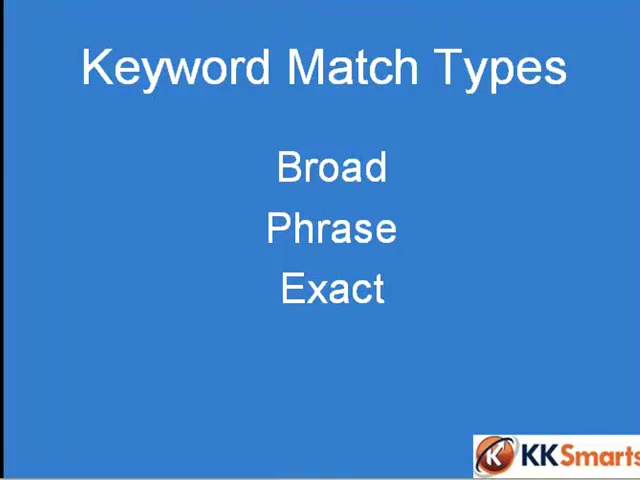 Keyword Match Types
Broad
Phrase
Exact
K KKSmarts